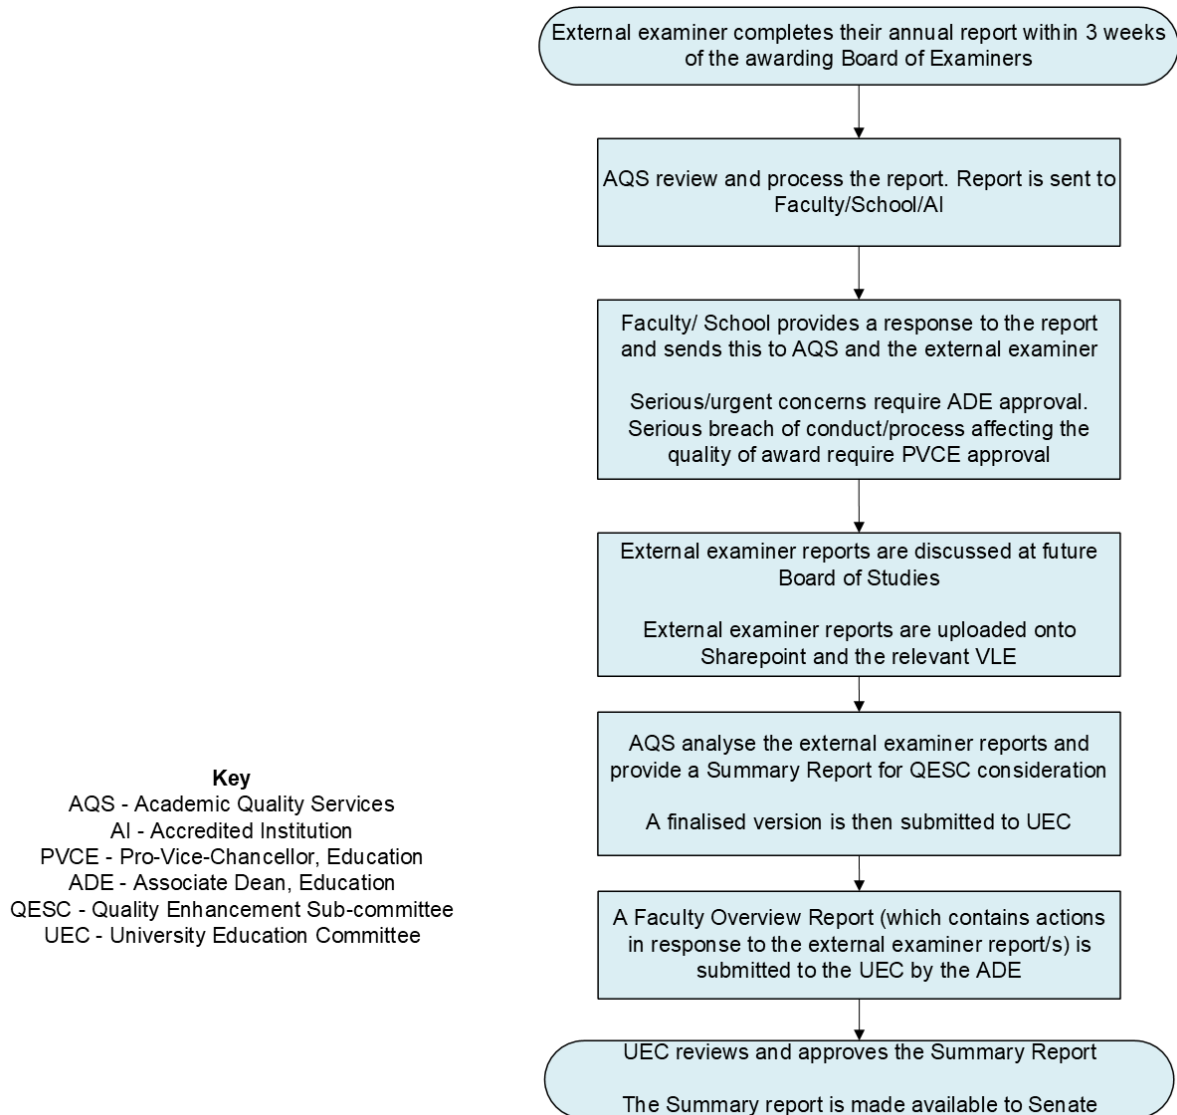 External examiner completes their annual report within 3 weeks
of the awarding Board of Examiners
AQS review and process the report. Report is sent to
Faculty/School/AI
Faculty/ School provides a response to the report
and sends this to AQS and the external examiner
Serious/urgent concerns require ADE approval.
Serious breach of conduct/process affecting the
quality of award require PVCE approval
External examiner reports are discussed at future
Board of Studies
External examiner reports are uploaded onto
Sharepoint and the relevant VLE
AQS analyse the external examiner reports and
provide a Summary Report for QESC consideration
A finalised version is then submitted to UEC
A Faculty Overview Report (which contains actions
in response to the external examiner report/s) is
submitted to the UEC by the ADE
UEC reviews and approves the Summary Report
The Summary report is made available to Senate
Key
AQS - Academic Quality Services
AI - Accredited Institution
PVCE - Pro-Vice-Chancellor, Education
ADE - Associate Dean, Education
QESC - Quality Enhancement Sub-committee
UEC - University Education Committee